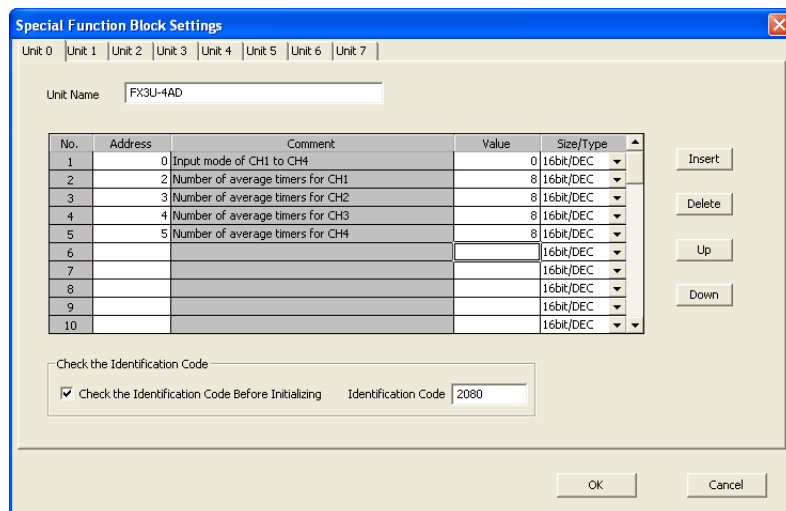 Special Function Block Settings
Unit 0 Unit 1 Unit 2 Unit 3 Unit 4 Unit 5 Unit 6 Unit 7
Unit Name FX3U-4AD
No. Address Comment Value Size/Type
1 0 Input mode of CH1 to CH4 0 16bit/DEC
2 2 Number of average timers for CH1 8 16bit/DEC
3 3 Number of average timers for CH2 8 16bit/DEC
4 4 Number of average timers for CH3 8 16bit/DEC
5 5 Number of average timers for CH4 8 16bit/DEC
6 16bit/DEC
7 16bit/DEC
8 16bit/DEC
9 16bit/DEC
10 16bit/DEC
Insert
Delete
Up
Down
Check the Identification Code
Check the Identification Code Before Initializing Identification Code 2080
OK Cancel